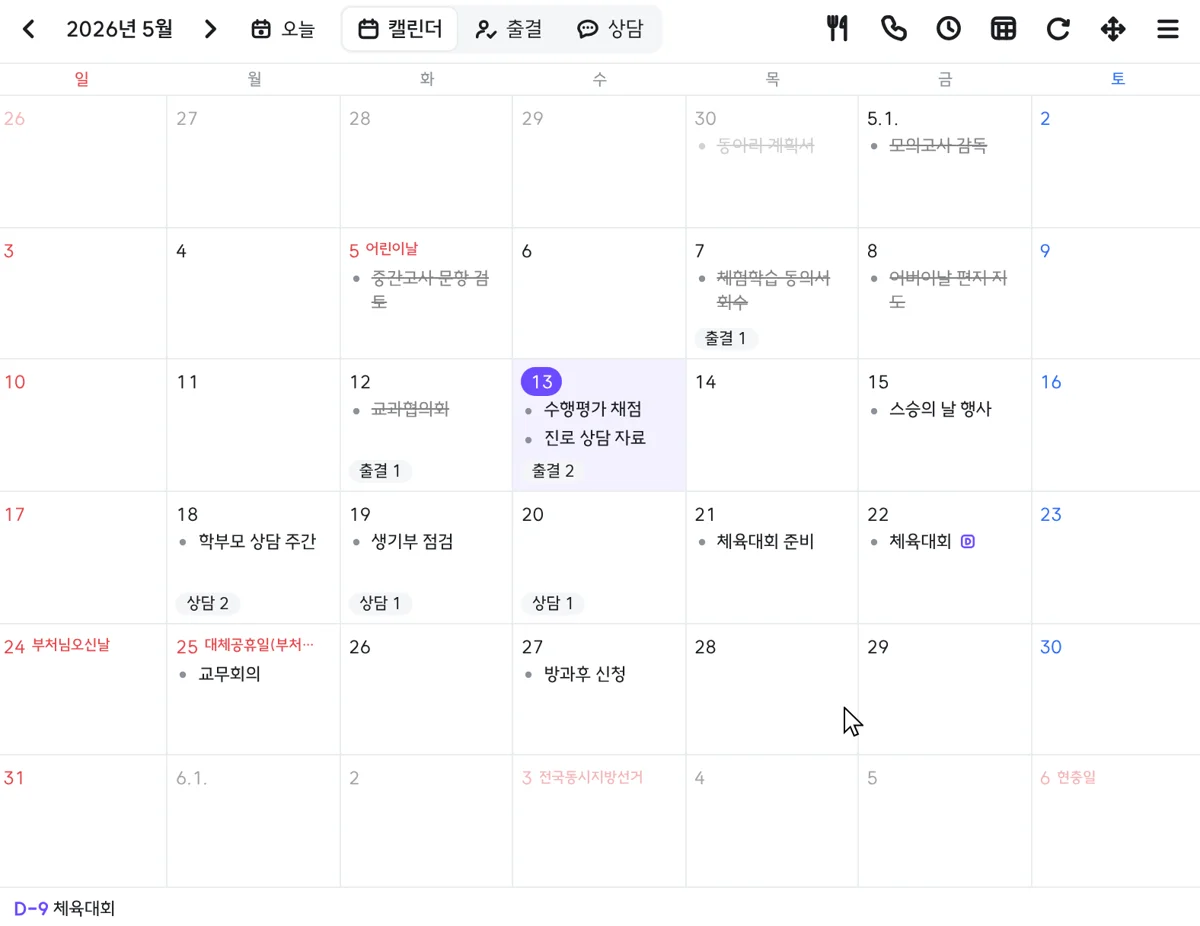 2026년 5월 오늘 캘린더 출결 상담
일 월 화 수 목 금 토
26 27 28 29 30 5.1. 2
동아리 계획서 모의고사 감독
3 4 5 어린이날 6 7 8 9
중간고사 문항 검 체험학습 동의서 어버이날 편지 지
토 회수 도
출결 1
10 11 12 13 14 15 16
교과협의회 수행평가 채점 스승의 날 행사
진로 상담 자료
출결 1 출결 2
17 18 19 20 21 22 23
학부모 상담 주간 생기부 점검 체육대회 준비 체육대회 D
상담 2 상담 1 상담 1
24 부처님오신날 25 대체공휴일(부처… 26 27 28 29 30
교무회의 방과후 신청
31 6.1. 2 3 전국동시지방선거 4 5 6 현충일
D-9 체육대회